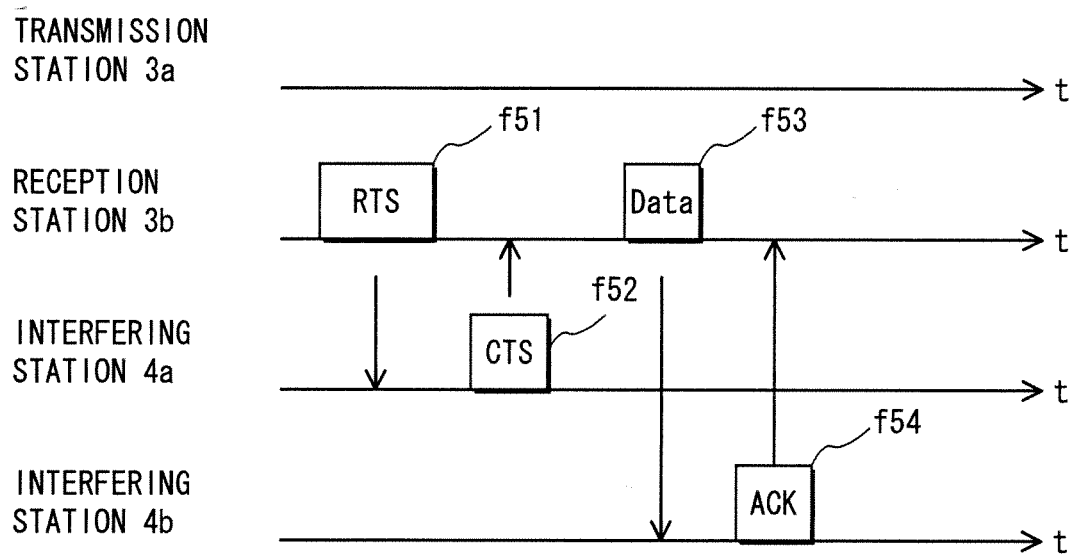 TRANSMISSION
STATION 3a
t
f51
f53
RECEPTION
STATION 3b
RTS
Data
t
f52
INTERFERING
STATION 4a
CTS
t
f54
INTERFERING
STATION 4b
ACK
t